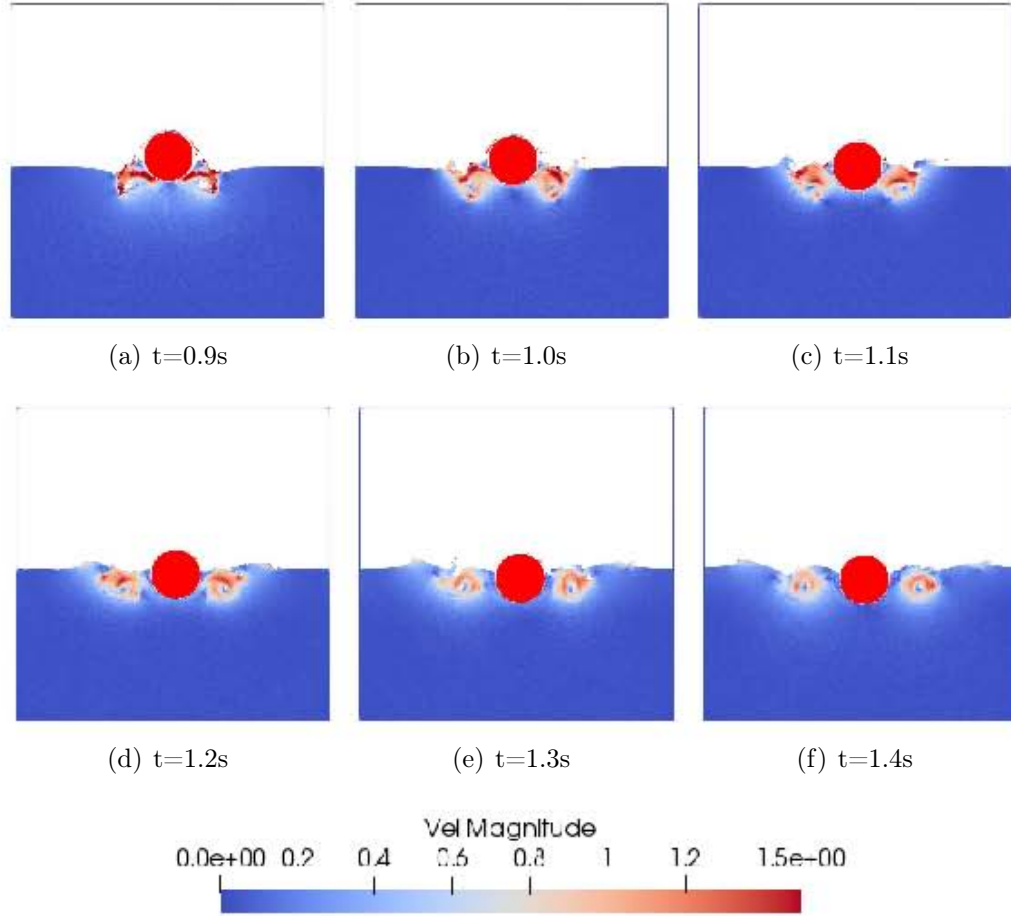 (a) t=0.9s (b) t=1.0s (c) t=1.1s
(d) t=1.2s (e) t=1.3s (f) t=1.4s
Vel Magnitude
0.0e+00 0.2 0.4 0.6 0.8 1 1.2 1.5e+00